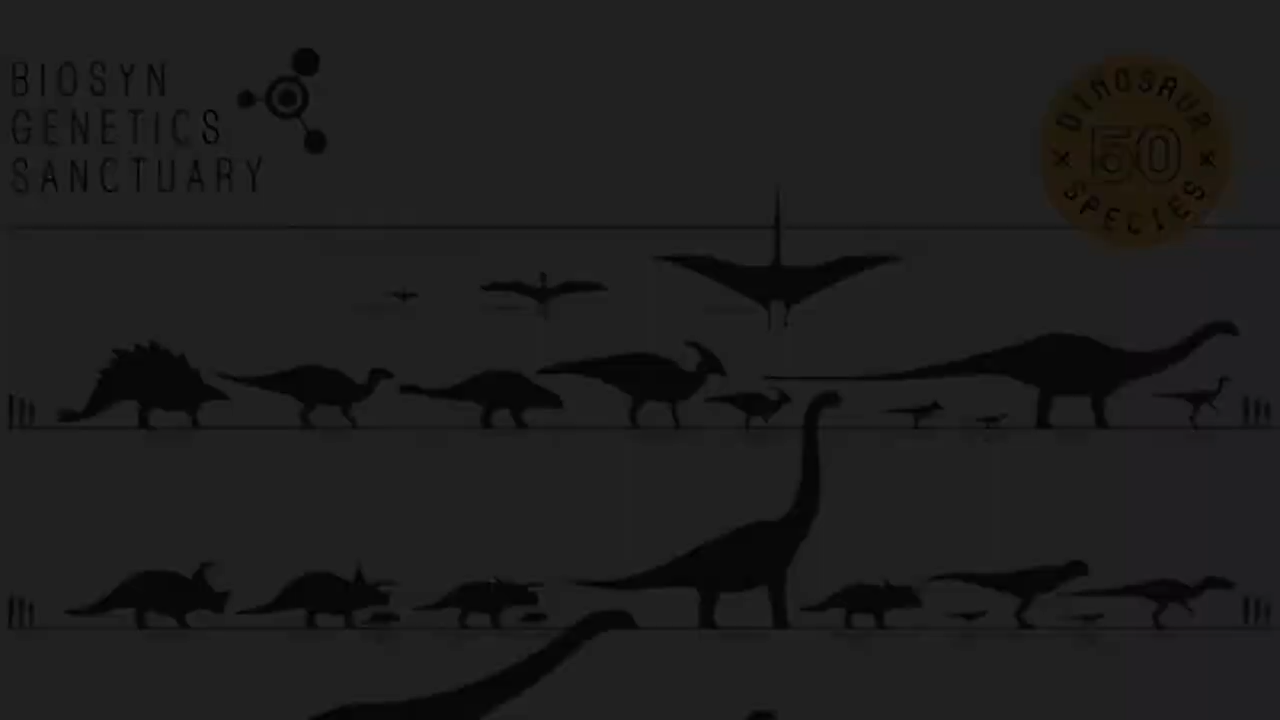 BIOSYN
GENETICS
SANCTUARY
DINOSAUR
50
SPECIES